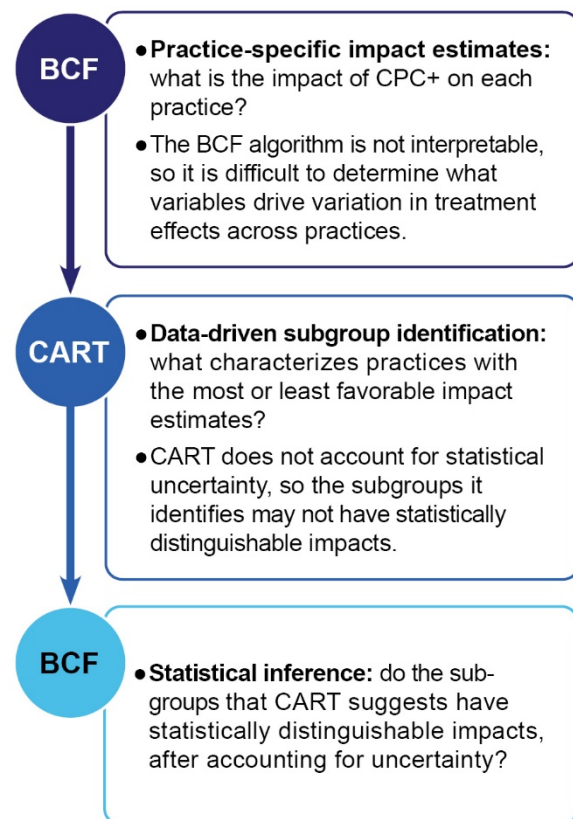 BCF
●Practice-specific impact estimates:
what is the impact of CPC+ on each
practice?
●The BCF algorithm is not interpretable,
so it is difficult to determine what
variables drive variation in treatment
effects across practices.
CART
●Data-driven subgroup identification:
what characterizes practices with
the most or least favorable impact
estimates?
●CART does not account for statistical
uncertainty, so the subgroups it
identifies may not have statistically
distinguishable impacts.
BCF
●Statistical inference: do the sub-
groups that CART suggests have
statistically distinguishable impacts,
after accounting for uncertainty?